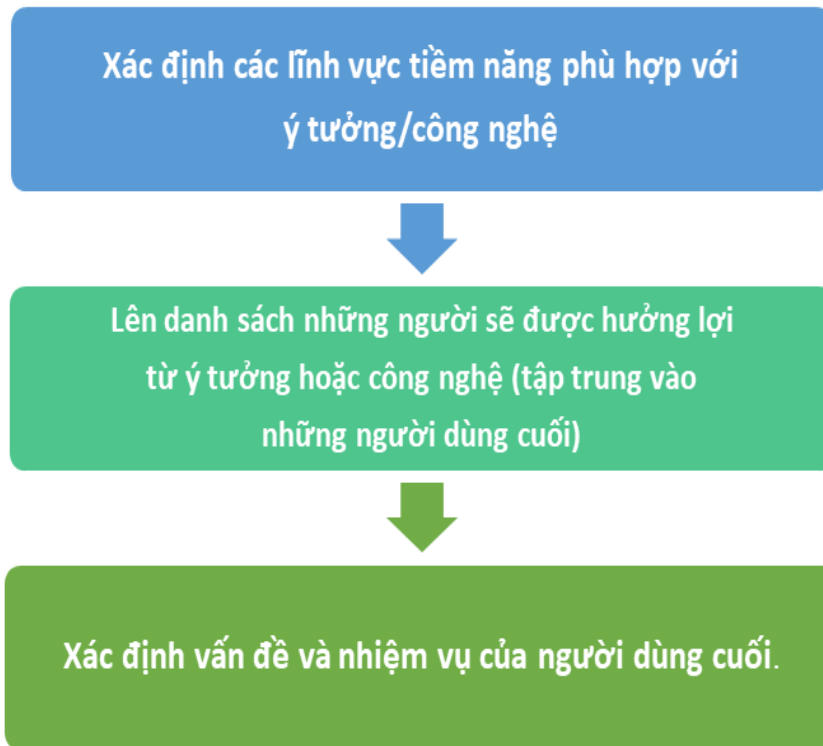 Xác định các lĩnh vực tiềm năng phù hợp với
ý tưởng/công nghệ
Lên danh sách những người sẽ được hưởng lợi
từ ý tưởng hoặc công nghệ (tập trung vào
những người dùng cuối)
Xác định vấn đề và nhiệm vụ của người dùng cuối.